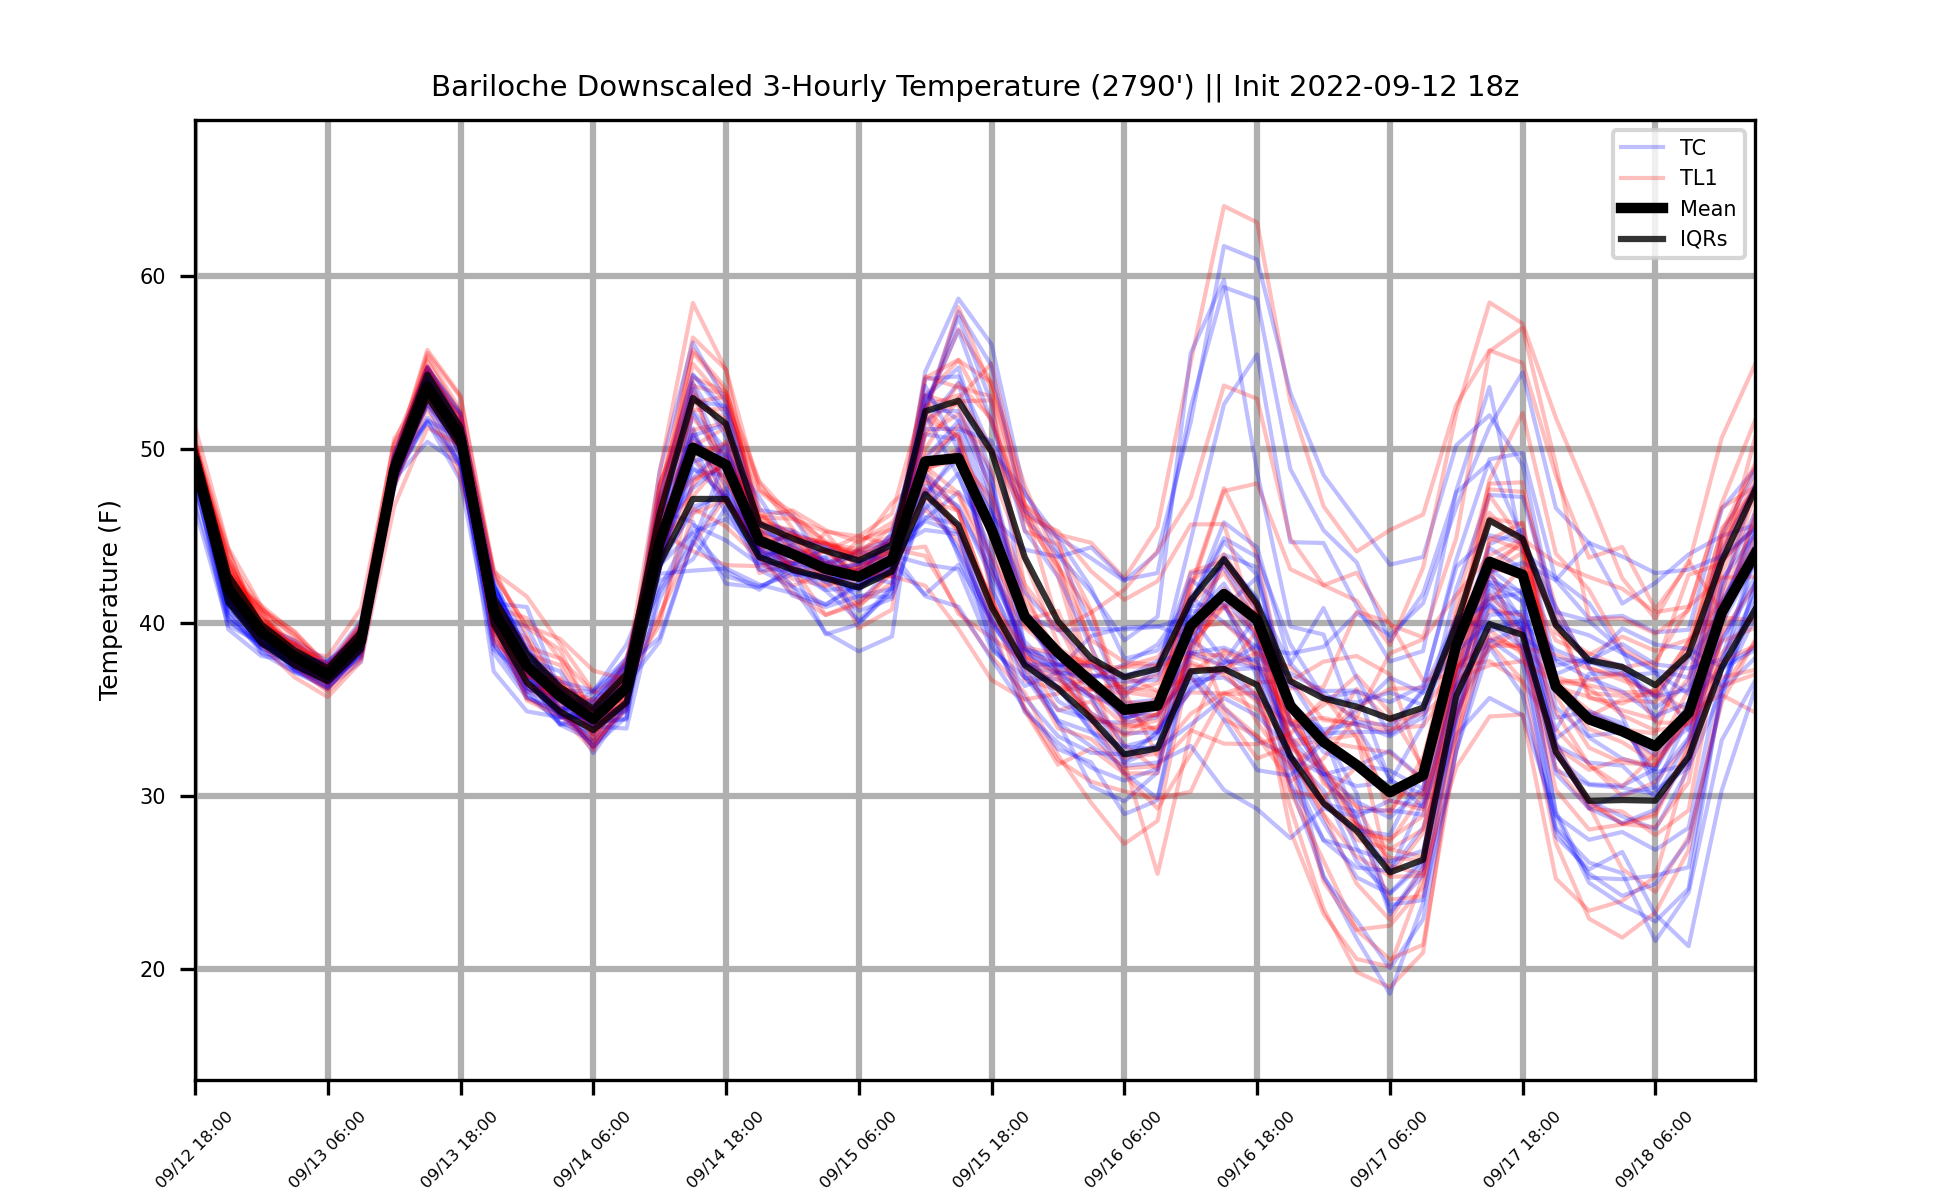 Bariloche Downscaled 3-Hourly Temperature (2790') || Init 2022-09-12 18z
TC
TL1
Mean
IQRs
Temperature (F)
60
50
40
30
20
09/12 18:00
09/13 06:00
09/13 18:00
09/14 06:00
09/14 18:00
09/15 06:00
09/15 18:00
09/16 06:00
09/16 18:00
09/17 06:00
09/17 18:00
09/18 06:00